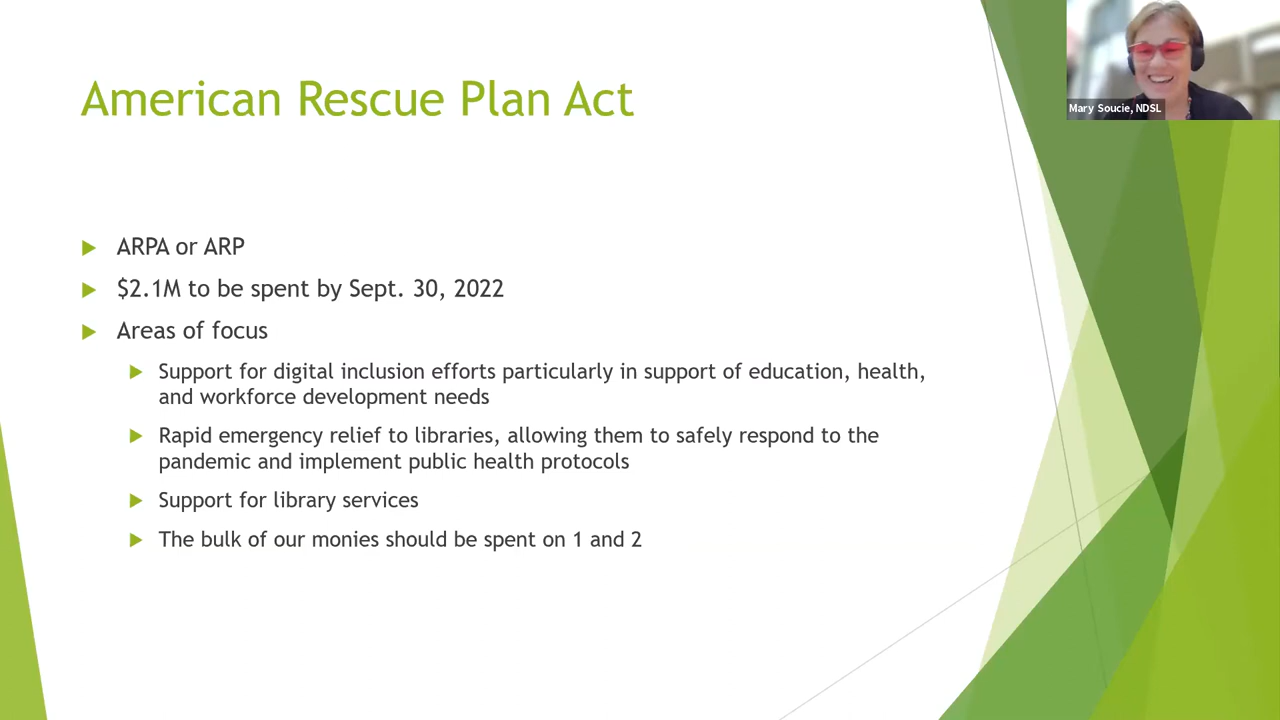 American Rescue Plan Act
Mary Soucie, NDSL
ARPA or ARP
$2.1M to be spent by Sept. 30, 2022
Areas of focus
Support for digital inclusion efforts particularly in support of education, health,
and workforce development needs
Rapid emergency relief to libraries, allowing them to safely respond to the
pandemic and implement public health protocols
Support for library services
The bulk of our monies should be spent on 1 and 2